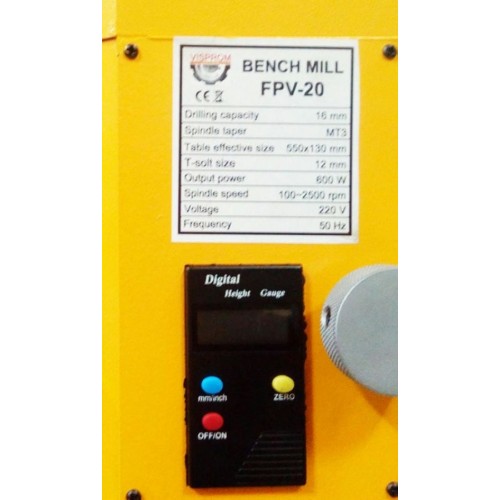 VISPROM
BENCH MILL
CE FPV-20
Drilling capacity 16 mm
Spindle taper MT3
Table effective size 550x130 mm
T-solt size 12 mm
Output power 600 W
Spindle speed 100~2500 rpm
Voltage 220 V
Frequency 50 Hz
Digital
Height Gauge
mm/inch ZERO
OFF/ON